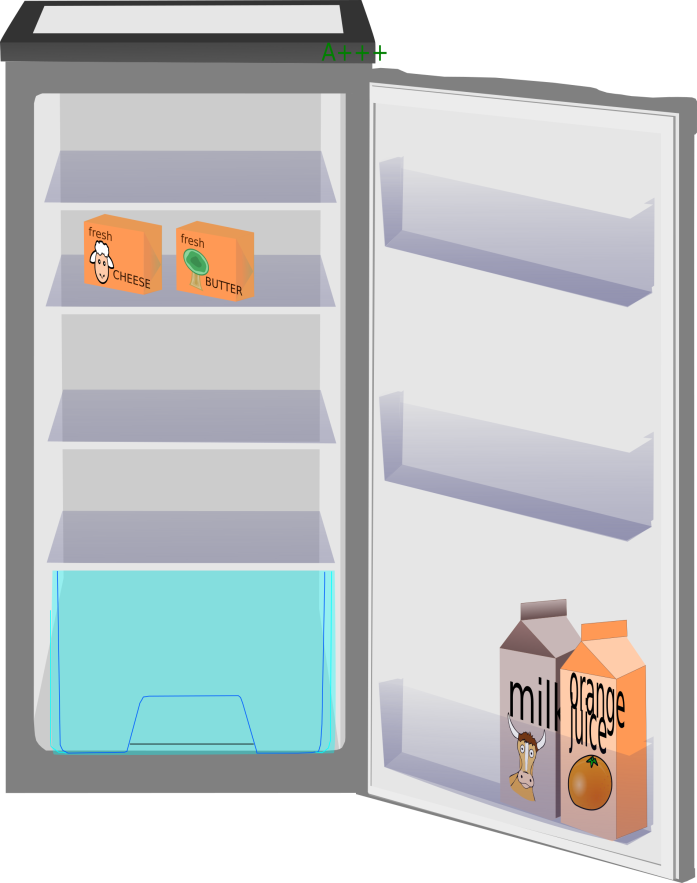 A+++
fresh
CHEESE
fresh
BUTTER
milk
orange
juice